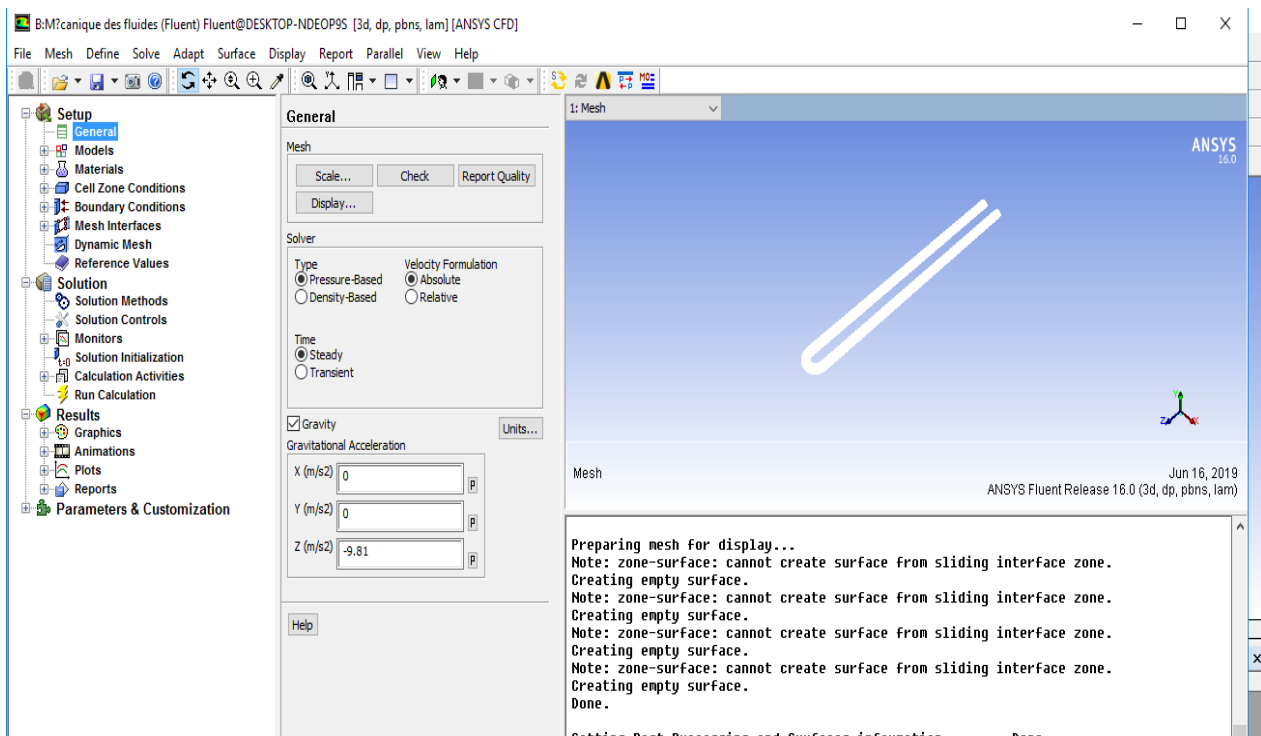 B:M?canique des fluides (Fluent) Fluent@DESKTOP-NDEOP9S [3d, dp, pbns, lam] [ANSYS CFD]
File Mesh Define Solve Adapt Surface Display Report Parallel View Help
Setup
General
Models
Materials
Cell Zone Conditions
Boundary Conditions
Mesh Interfaces
Dynamic Mesh
Reference Values
Solution
Solution Methods
Solution Controls
Monitors
Solution Initialization
Calculation Activities
Run Calculation
Results
Graphics
Animations
Plots
Reports
Parameters & Customization
General
Mesh
Scale... Check Report Quality
Display...
Solver
Type Velocity Formulation
Pressure-Based Absolute
Density-Based Relative
Time
Steady
Transient
Gravity Units...
Gravitational Acceleration
X (m/s2) 0 P
Y (m/s2) 0 P
Z (m/s2) -9.81 P
Help
1: Mesh
ANSYS
16.0
Y
Z X
Mesh Jun 16, 2019
ANSYS Fluent Release 16.0 (3d, dp, pbns, lam)
Preparing mesh for display...
Note: zone-surface: cannot create surface from sliding interface zone.
Creating empty surface.
Note: zone-surface: cannot create surface from sliding interface zone.
Creating empty surface.
Note: zone-surface: cannot create surface from sliding interface zone.
Creating empty surface.
Note: zone-surface: cannot create surface from sliding interface zone.
Creating empty surface.
Done.